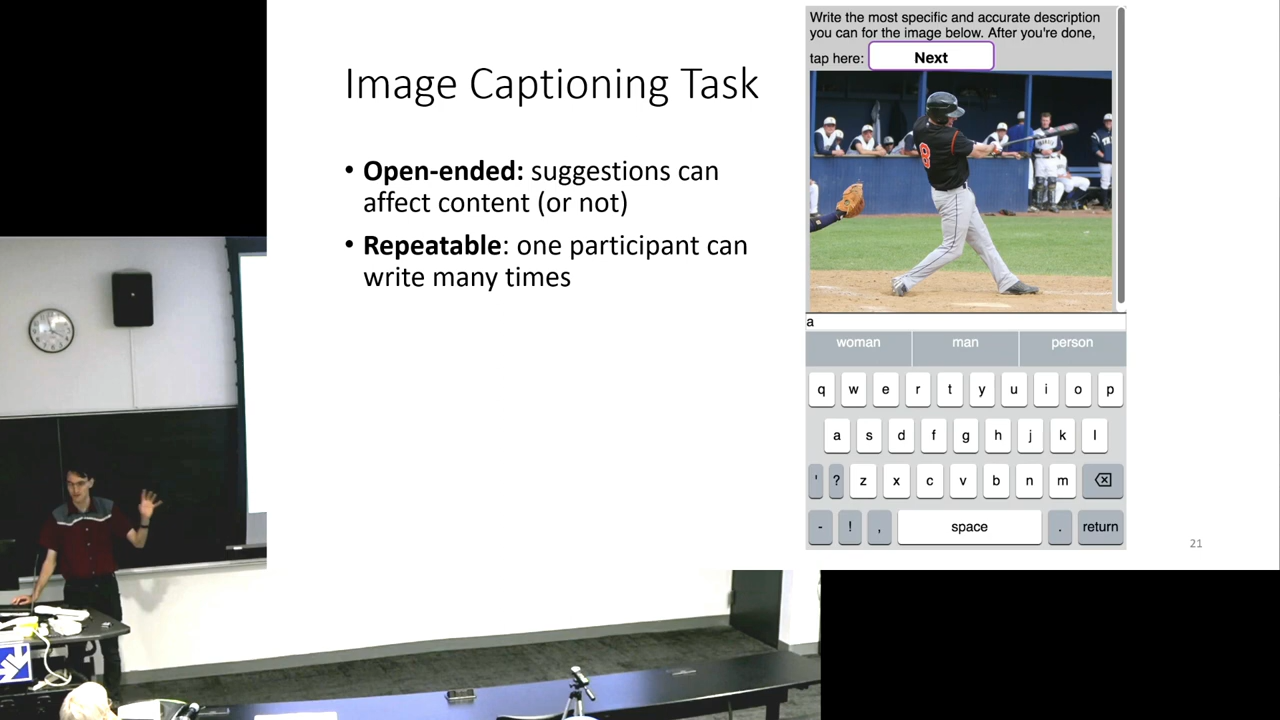 Image Captioning Task
• Open-ended: suggestions can
affect content (or not)
• Repeatable: one participant can
write many times
Write the most specific and accurate description
you can for the image below. After you're done,
tap here: Next
8
a
woman man person
q w e r t y u i o p
a s d f g h j k l
' ? z x c v b n m
- ! , space . return
21